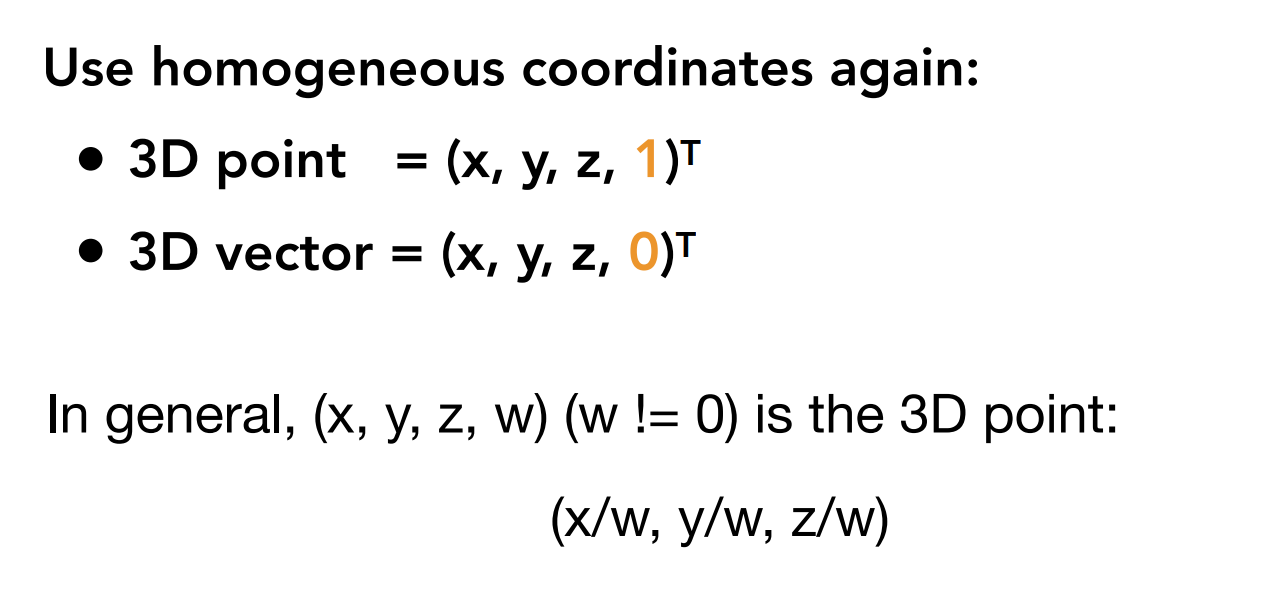 Use homogeneous coordinates again:
• 3D point = (x, y, z, 1)ᵀ
• 3D vector = (x, y, z, 0)ᵀ
In general, (x, y, z, w) (w != 0) is the 3D point:
(x/w, y/w, z/w)